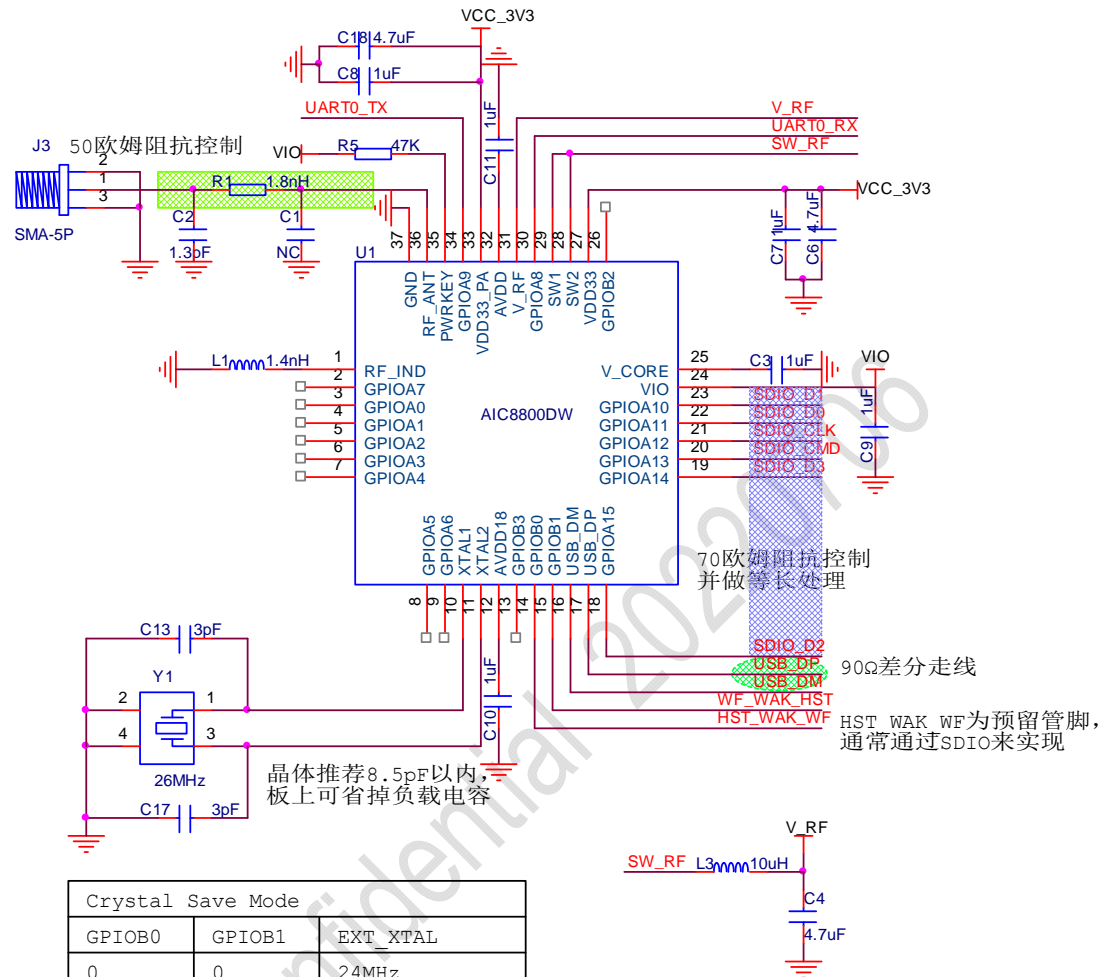 VCC_3V3
C18 4.7uF
C8 1uF
UART0_TX
C11 1uF
V_RF
UART0_RX
SW_RF
J3 50欧姆阻抗控制
VIO R5 47K
2
1
3
R1 1.8nH
SMA-5P
C2
1.3pF
C1
NC
VCC_3V3
C7 1uF
C6 4.7uF
37 36 35 34 33 32 31 30 29 28 27 26
U1
GND
RF_ANT
PWRKEY
GPIOA9
VDD33_PA
AVDD
V_RF
GPIOA8
SW1
SW2
VDD33
GPIOB2
L1 1.4nH
1 RF_IND
2 GPIOA7
3 GPIOA0
4 GPIOA1
5 GPIOA2
6 GPIOA3
7 GPIOA4
AIC8800DW
V_CORE 25
VIO 24
GPIOA10 23
GPIOA11 22
GPIOA12 21
GPIOA13 20
GPIOA14 19
C3 1uF
VIO
SDIO_D1
SDIO_D0
SDIO_CLK
SDIO_CMD
SDIO_D3
C9 1uF
GPIOA5
GPIOA6
XTAL1
XTAL2
AVDD18
GPIOB3
GPIOB0
GPIOB1
USB_DM
USB_DP
GPIOA15
8 9 10 11 12 13 14 15 16 17 18
70欧姆阻抗控制
并做等长处理
C13 3pF
Y1
2 1
4 3
26MHz
C17 3pF
C10 1uF
晶体推荐8.5pF以内,
板上可省掉负载电容
SDIO_D2
USB_DP
USB_DM
90Ω差分走线
WF_WAK_HST
HST_WAK_WF
HST_WAK_WF为预留管脚,
通常通过SDIO来实现
V_RF
SW_RF L3 10uH
C4
4.7uF
Crystal Save Mode
GPIOB0 GPIOB1 EXT_XTAL
0 0 24MHz